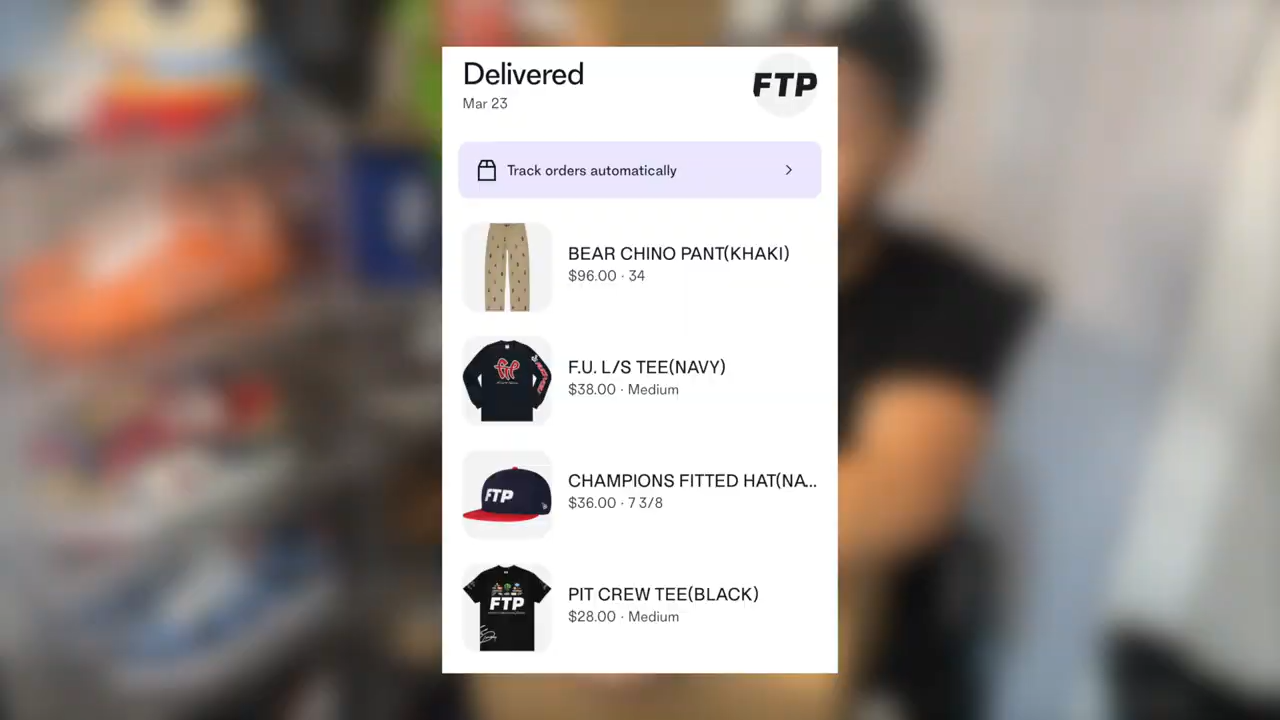 Delivered
FTP
Mar 23
Track orders automatically
BEAR CHINO PANT(KHAKI)
$96.00 · 34
F.U. L/S TEE(NAVY)
$38.00 · Medium
FTP
CHAMPIONS FITTED HAT(NA...
$36.00 · 7 3/8
FTP
PIT CREW TEE(BLACK)
$28.00 · Medium
FTP